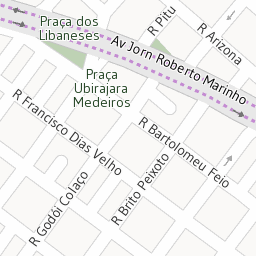 Praça dos
Libaneses
R Pitu
R Arizona
Av Jorn Roberto Marinho
Praça
Ubirajara
Medeiros
R Francisco Dias Velho
R Bartolomeu Feio
R Brito Peixoto
R Godói Colaço